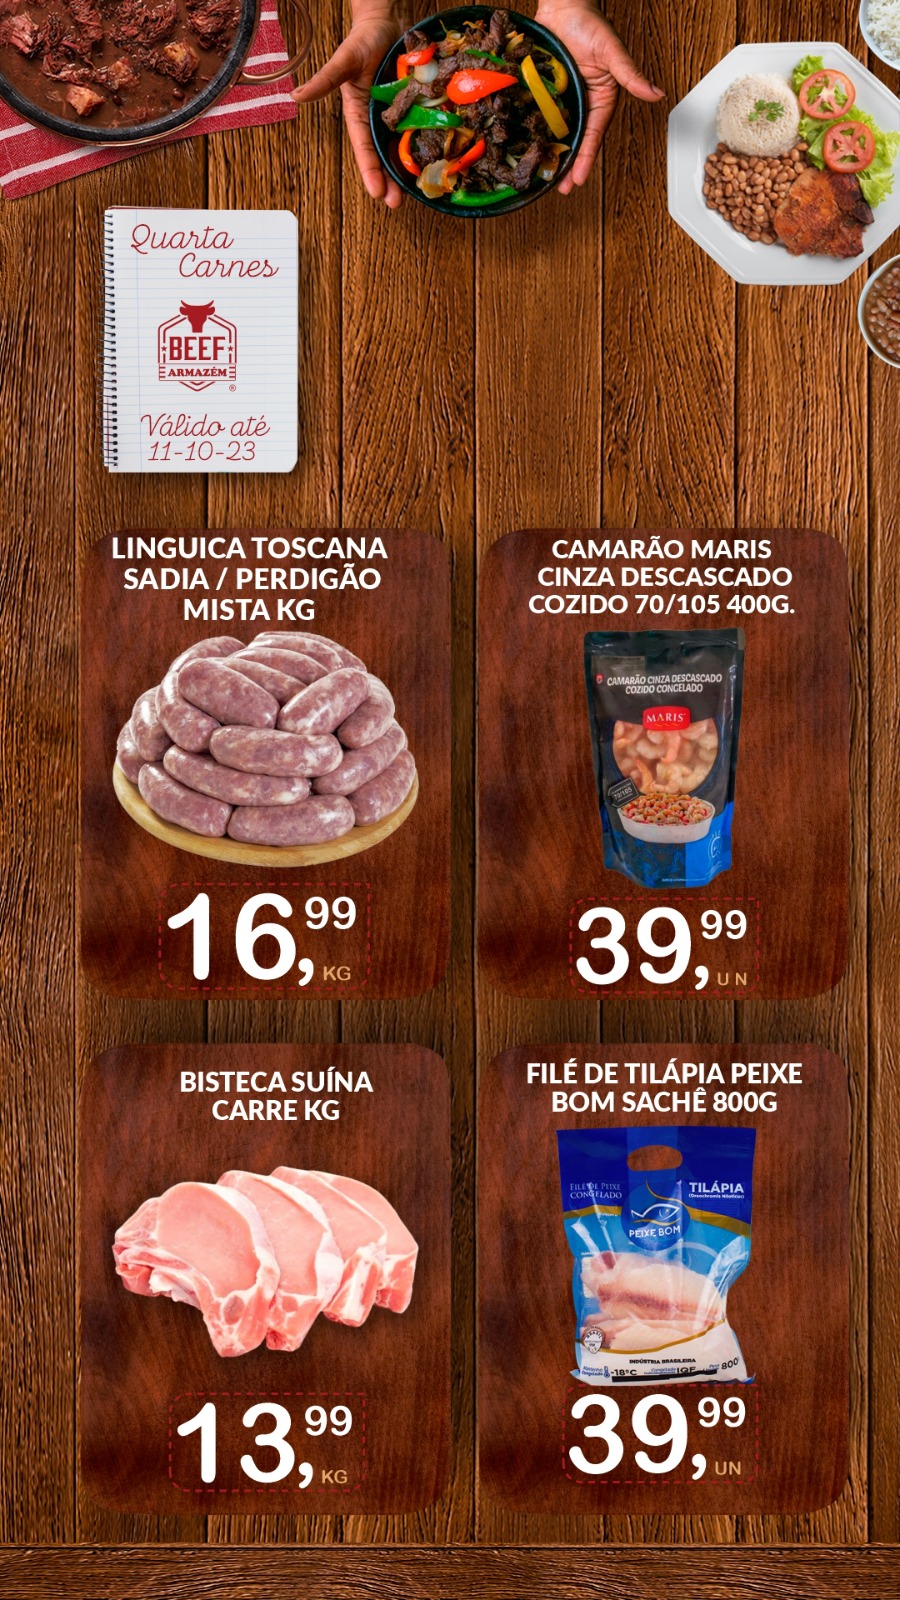 Quarta
Carnes
BEEF
ARMAZÉM
®
Válido até
11-10-23
LINGUICA TOSCANA
SADIA / PERDIGÃO
MISTA KG
16,99
KG
CAMARÃO MARIS
CINZA DESCASCADO
COZIDO 70/105 400G.
CAMARÃO CINZA DESCASCADO
COZIDO CONGELADO
MARIS
70/105
39,99
UN
BISTECA SUÍNA
CARRE KG
13,99
KG
FILÉ DE TILÁPIA PEIXE
BOM SACHÊ 800G
FILÉ DE PEIXE
CONGELADO
TILÁPIA
PEIXE BOM
INDÚSTRIA BRASILEIRA
-18°C
IQF
800
39,99
UN